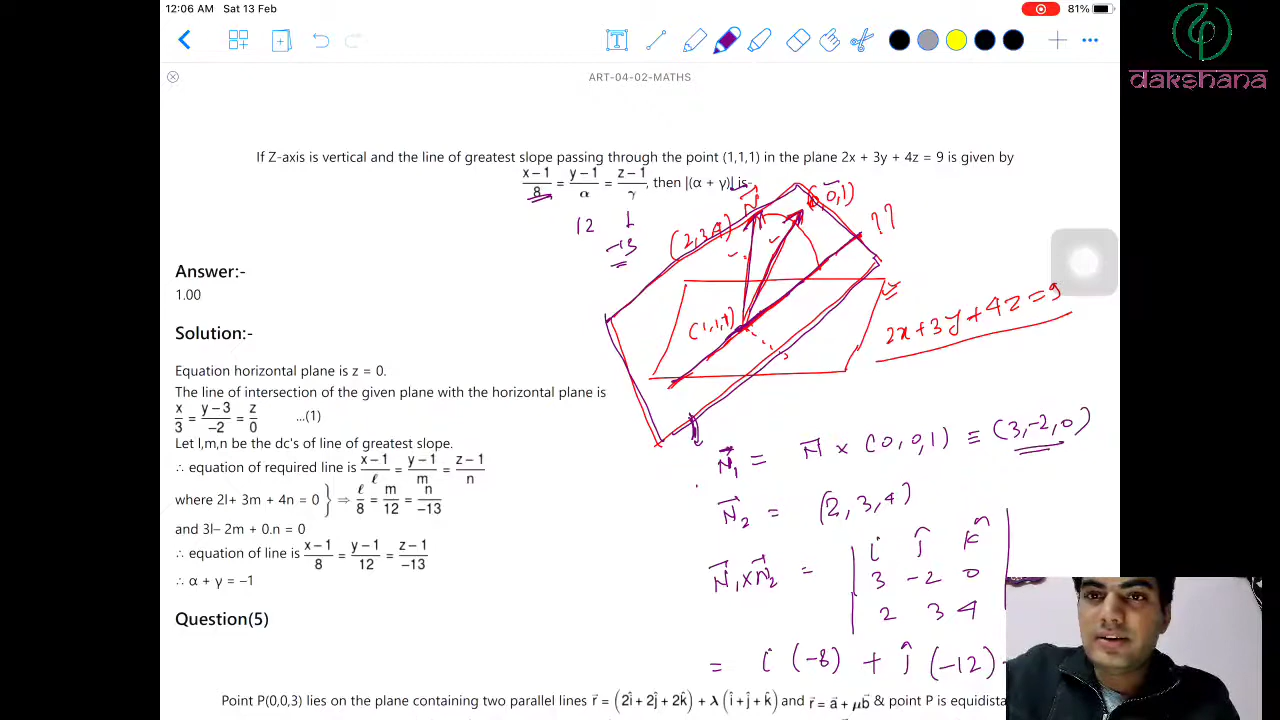 12:06 AM Sat 13 Feb
81%
dakshana
ART-04-02-MATHS
If Z-axis is vertical and the line of greatest slope passing through the point (1,1,1) in the plane 2x + 3y + 4z = 9 is given by
x−1/8 = y−1/α = z−1/γ, then |(α + γ)| is-
12 1
−13
N⃗
(2,3,4)
0,1)
??
(1,1,1)
2x+3y+4z=9
Answer:-
1.00
Solution:-
Equation horizontal plane is z = 0.
The line of intersection of the given plane with the horizontal plane is
x/3 = y−3/−2 = z/0 ...(1)
Let l,m,n be the dc's of line of greatest slope.
∴ equation of required line is x−1/ℓ = y−1/m = z−1/n
where 2l+ 3m + 4n = 0 } ⇒ ℓ/8 = m/12 = n/−13
and 3l– 2m + 0.n = 0
∴ equation of line is x−1/8 = y−1/12 = z−1/−13
∴ α + γ = −1
N⃗₁ = N⃗ × (0,0,1) ≡ (3,-2,0)
N⃗₂ = (2,3,4)
N⃗₁×N⃗₂ = | î ĵ k̂
3 −2 0
2 3 4 |
= î (−8) + ĵ (−12)
Question(5)
Point P(0,0,3) lies on the plane containing two parallel lines r⃗ = (2î + 2ĵ + 2k̂) + λ(î + ĵ + k̂) and r⃗ = a⃗ + μb⃗ & point P is equidista